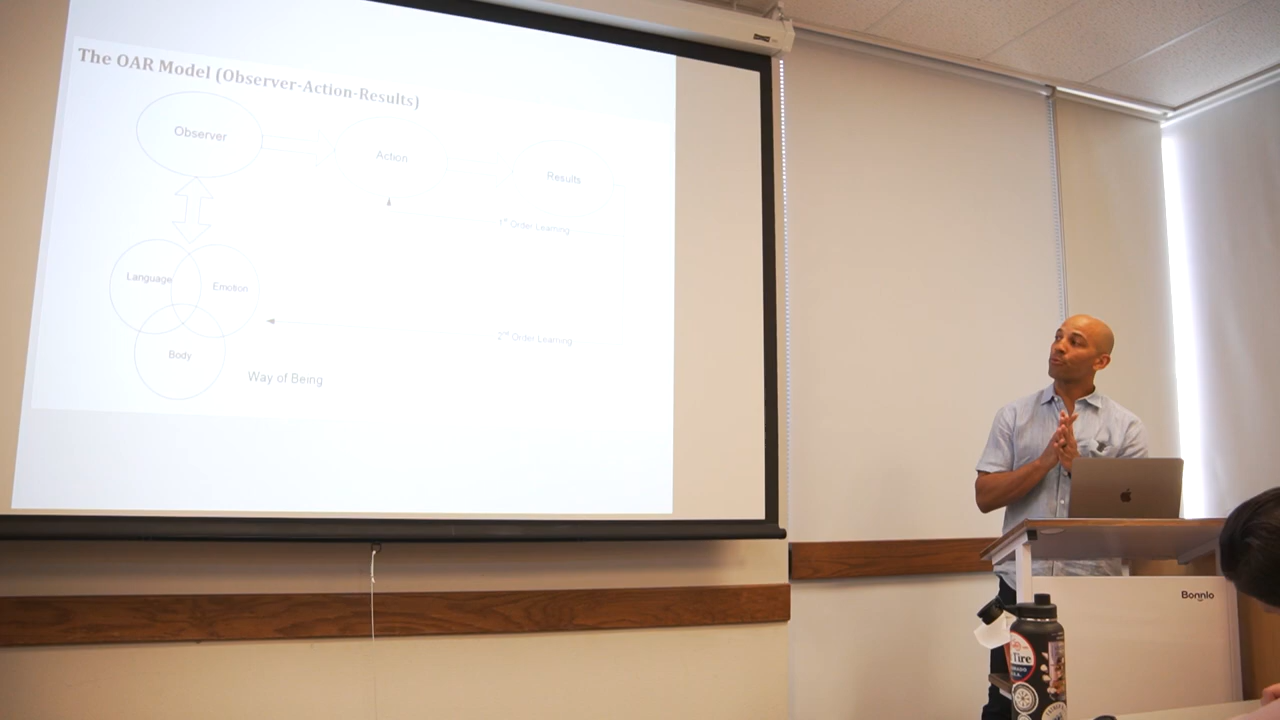 The OAR Model (Observer-Action-Results)
Observer
Action
Results
1st Order Learning
Language
Emotion
2nd Order Learning
Body
Way of Being
Bonnlo
Tire